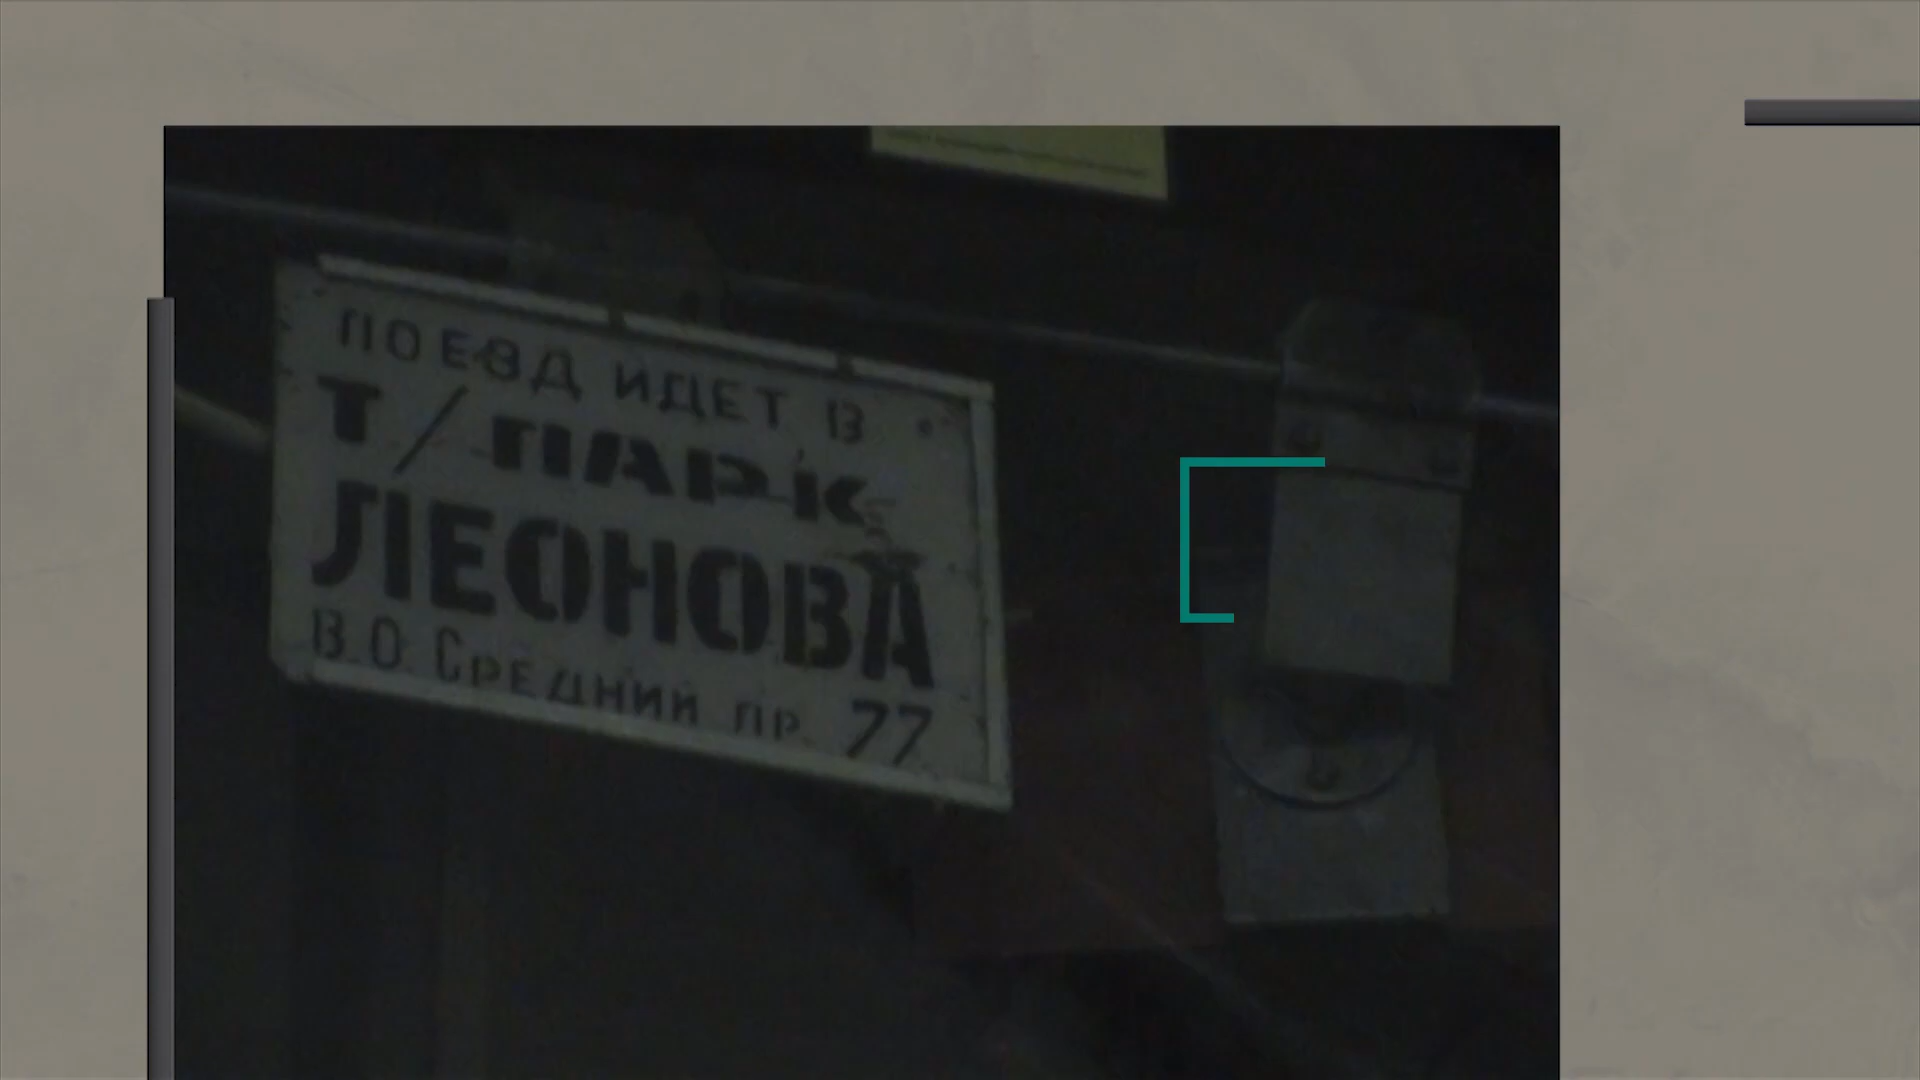 ПОЕЗД ИДЕТ В
Т/ПАРК
ЛЕОНОВА
В.О. СРЕДНИЙ ПР. 77